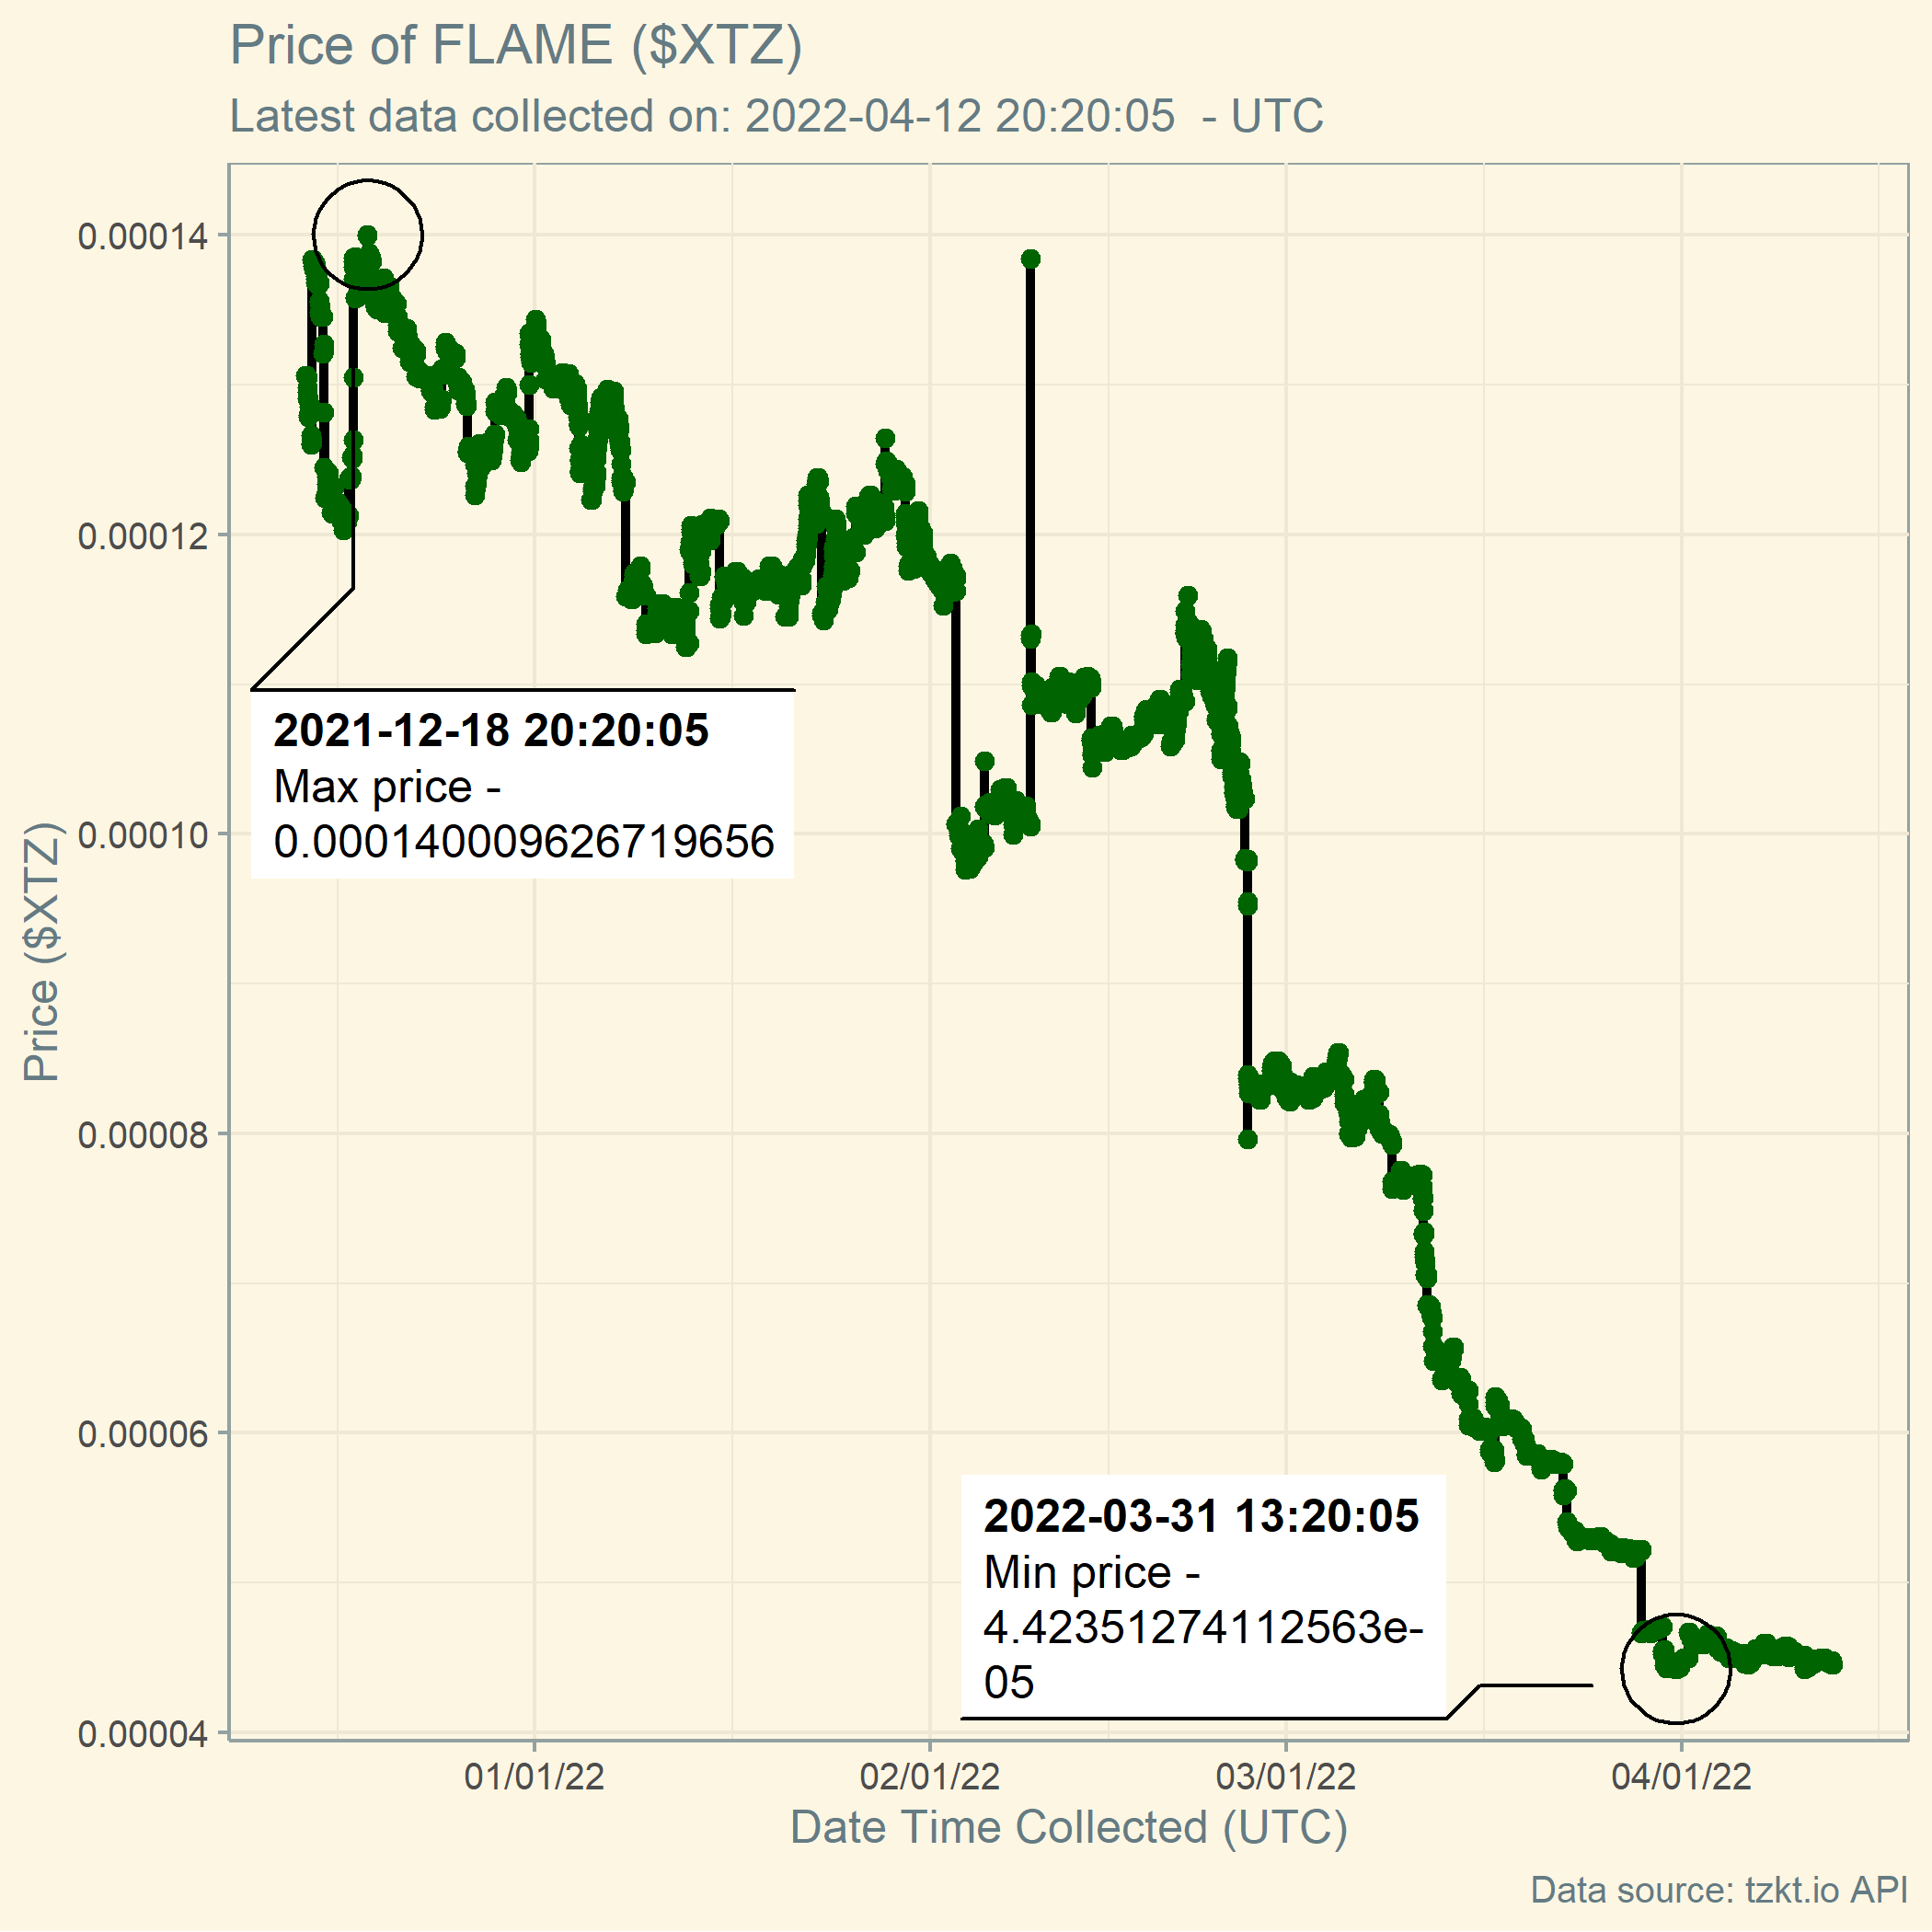 Price of FLAME ($XTZ)
Latest data collected on: 2022-04-12 20:20:05  - UTC
0.00014
0.00012
0.00010
0.00008
0.00006
0.00004
Price ($XTZ)
2021-12-18 20:20:05
Max price -
0.000140009626719656
2022-03-31 13:20:05
Min price -
4.42351274112563e-
05
01/01/22
02/01/22
03/01/22
04/01/22
Date Time Collected (UTC)
Data source: tzkt.io API